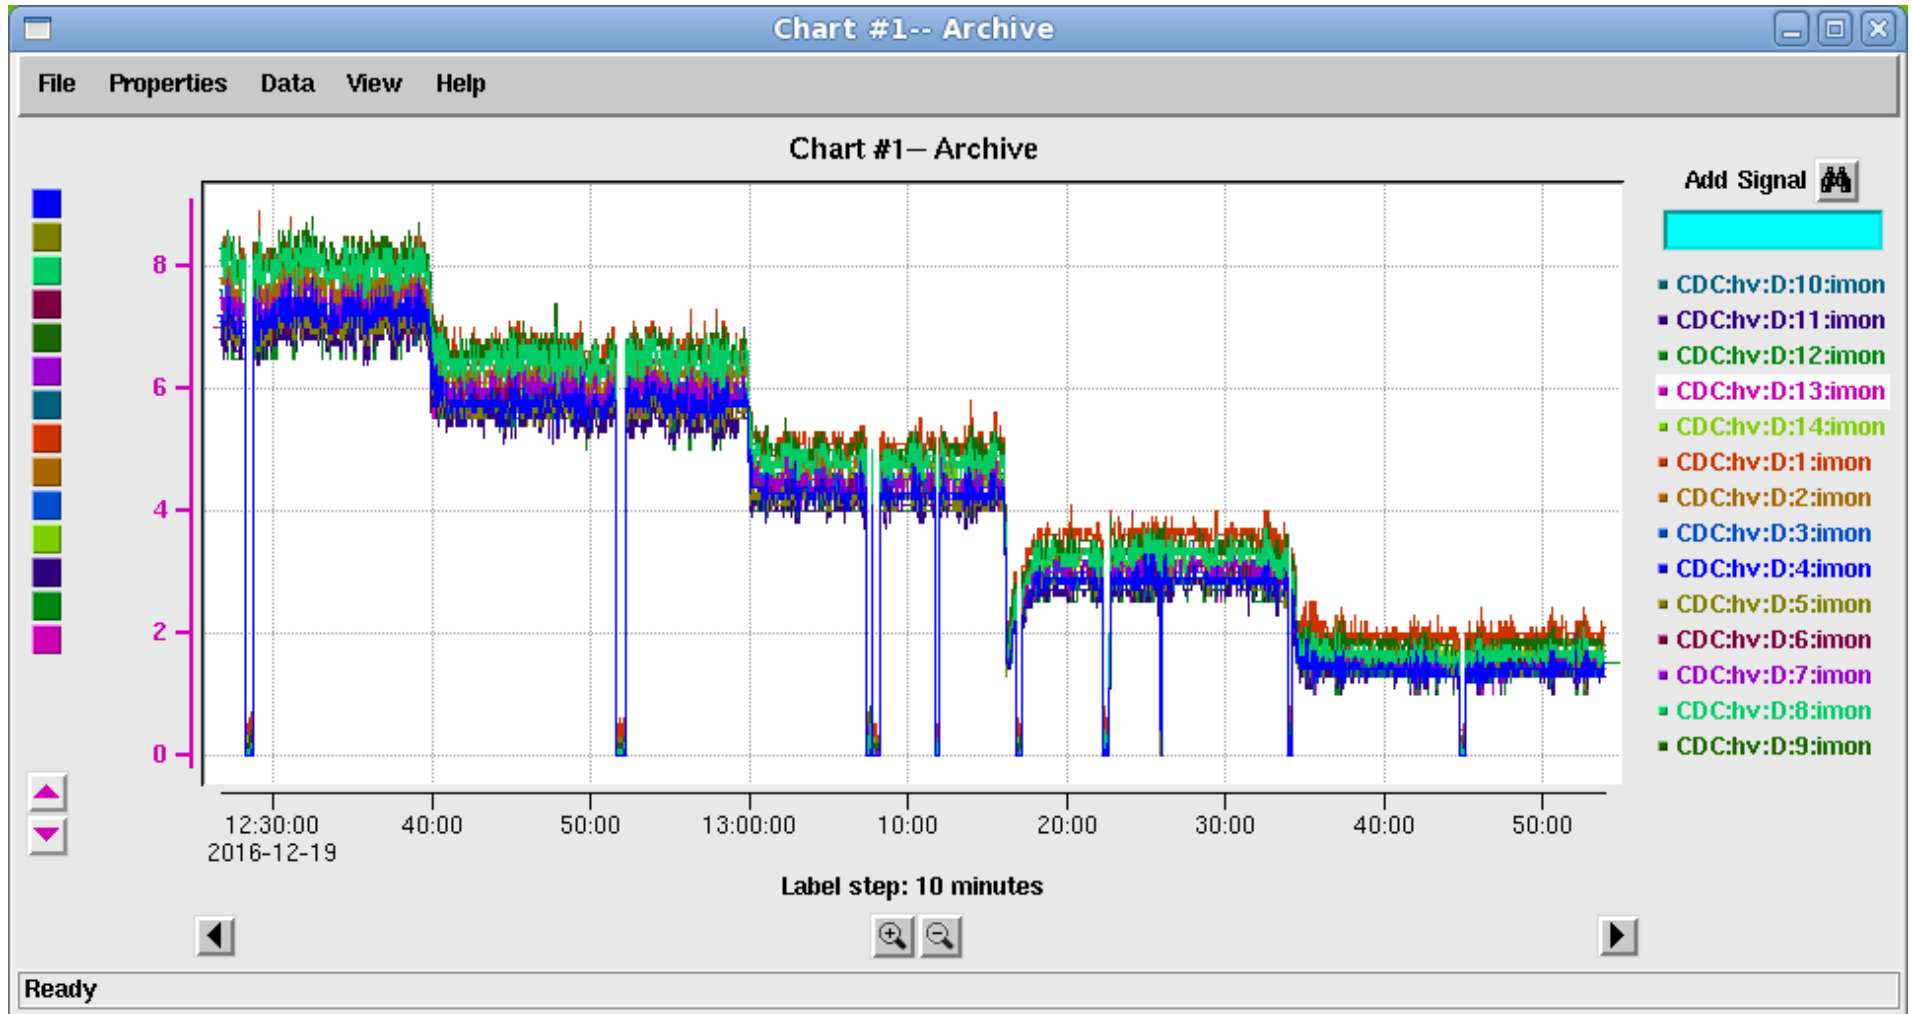 Chart #1-- Archive
File Properties Data View Help
Chart #1-- Archive
Add Signal
8
6
4
2
0
CDC:hv:D:10:imon
CDC:hv:D:11:imon
CDC:hv:D:12:imon
CDC:hv:D:13:imon
CDC:hv:D:14:imon
CDC:hv:D:1:imon
CDC:hv:D:2:imon
CDC:hv:D:3:imon
CDC:hv:D:4:imon
CDC:hv:D:5:imon
CDC:hv:D:6:imon
CDC:hv:D:7:imon
CDC:hv:D:8:imon
CDC:hv:D:9:imon
12:30:00 40:00 50:00 13:00:00 10:00 20:00 30:00 40:00 50:00
2016-12-19
Label step: 10 minutes
Ready